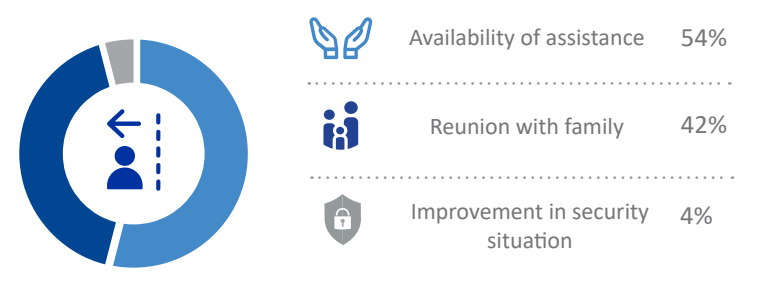 Availability of assistance 54%
Reunion with family 42%
Improvement in security 4%
situation